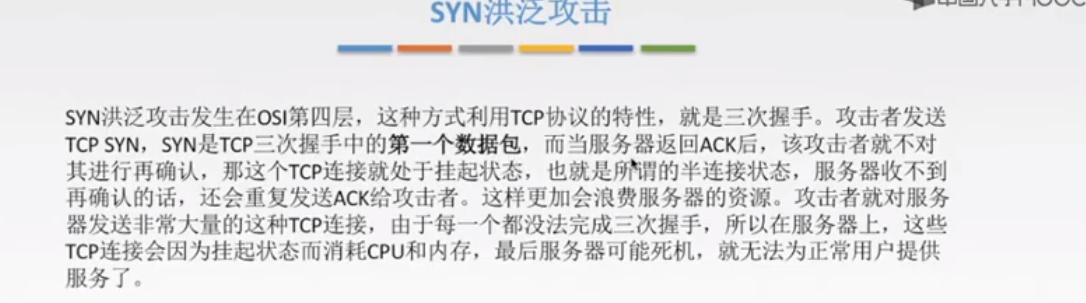 SYN洪泛攻击
SYN洪泛攻击发生在OSI第四层，这种方式利用TCP协议的特性，就是三次握手。攻击者发送
TCP SYN，SYN是TCP三次握手中的第一个数据包，而当服务器返回ACK后，该攻击者就不对
其进行再确认，那这个TCP连接就处于挂起状态，也就是所谓的半连接状态，服务器收不到
再确认的话，还会重复发送ACK给攻击者。这样更加会浪费服务器的资源。攻击者就对服务
器发送非常大量的这种TCP连接，由于每一个都没法完成三次握手，所以在服务器上，这些
TCP连接会因为挂起状态而消耗CPU和内存，最后服务器可能死机，就无法为正常用户提供
服务了。